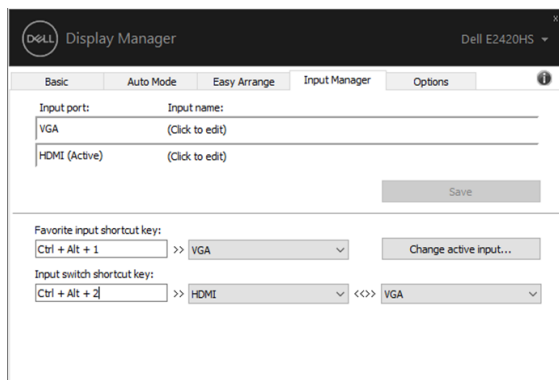 DELL Display Manager Dell E2420HS
x
Basic Auto Mode Easy Arrange Input Manager Options i
Input port: Input name:
VGA (Click to edit)
HDMI (Active) (Click to edit)
Save
Favorite input shortcut key:
Ctrl + Alt + 1 >> VGA Change active input...
Input switch shortcut key:
Ctrl + Alt + 2 >> HDMI <<>> VGA